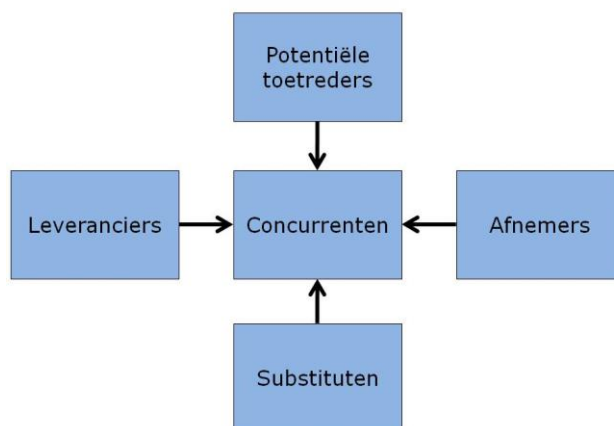 Potentiële
toetreders
Leveranciers
Concurrenten
Afnemers
Substituten